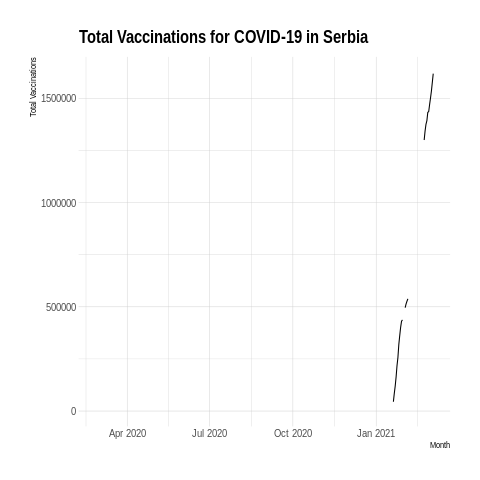 Total Vaccinations for COVID-19 in Serbia
Total Vaccinations
1500000
1000000
500000
0
Apr 2020 Jul 2020 Oct 2020 Jan 2021
Month